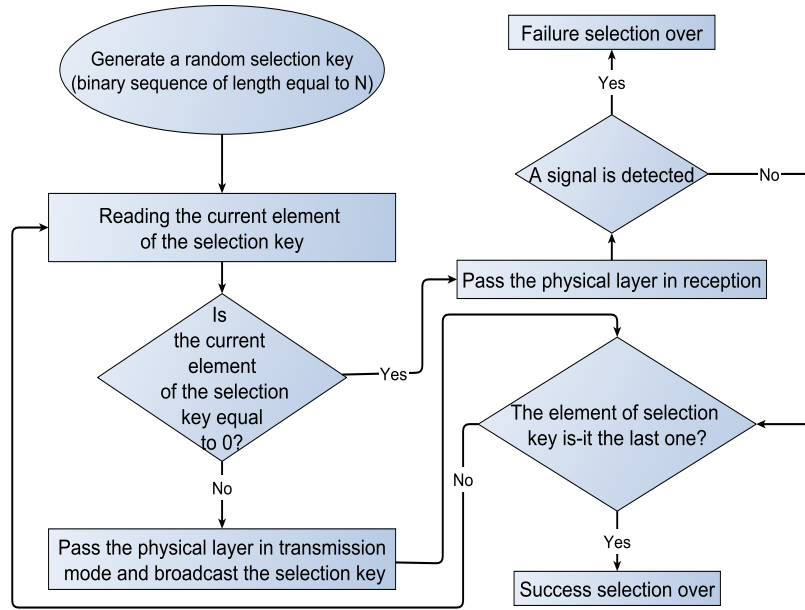 Generate a random selection key
(binary sequence of length equal to N)
Reading the current element
of the selection key
Is
the current
element
of the selection
key equal
to 0?
Yes
No
Pass the physical layer in transmission
mode and broadcast the selection key
Failure selection over
Yes
A signal is detected
No
Pass the physical layer in reception
The element of selection
key is-it the last one?
No
Yes
Success selection over